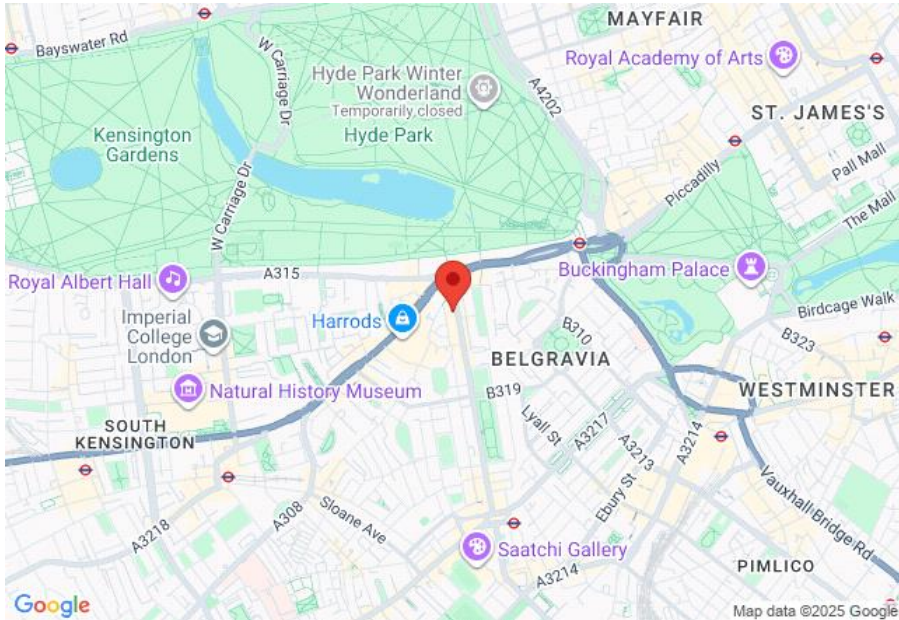 MAYFAIR
Bayswater Rd
W Carriage Dr
Royal Academy of Arts
Hyde Park Winter
Wonderland
Temporarily closed
A4202
ST. JAMES'S
Kensington
Gardens
Hyde Park
Pall Mall
Piccadilly
W Carriage Dr
The Mall
A315
Royal Albert Hall
Buckingham Palace
Birdcage Walk
Imperial
College
London
Harrods
B310
B323
BELGRAVIA
Natural History Museum
B319
WESTMINSTER
Lyall St
A3217
A3214
SOUTH
KENSINGTON
A3213
Ebury St
A308
Sloane Ave
Vauxhall Bridge Rd
A3218
Saatchi Gallery
A3214
PIMLICO
Google
Map data ©2025 Google